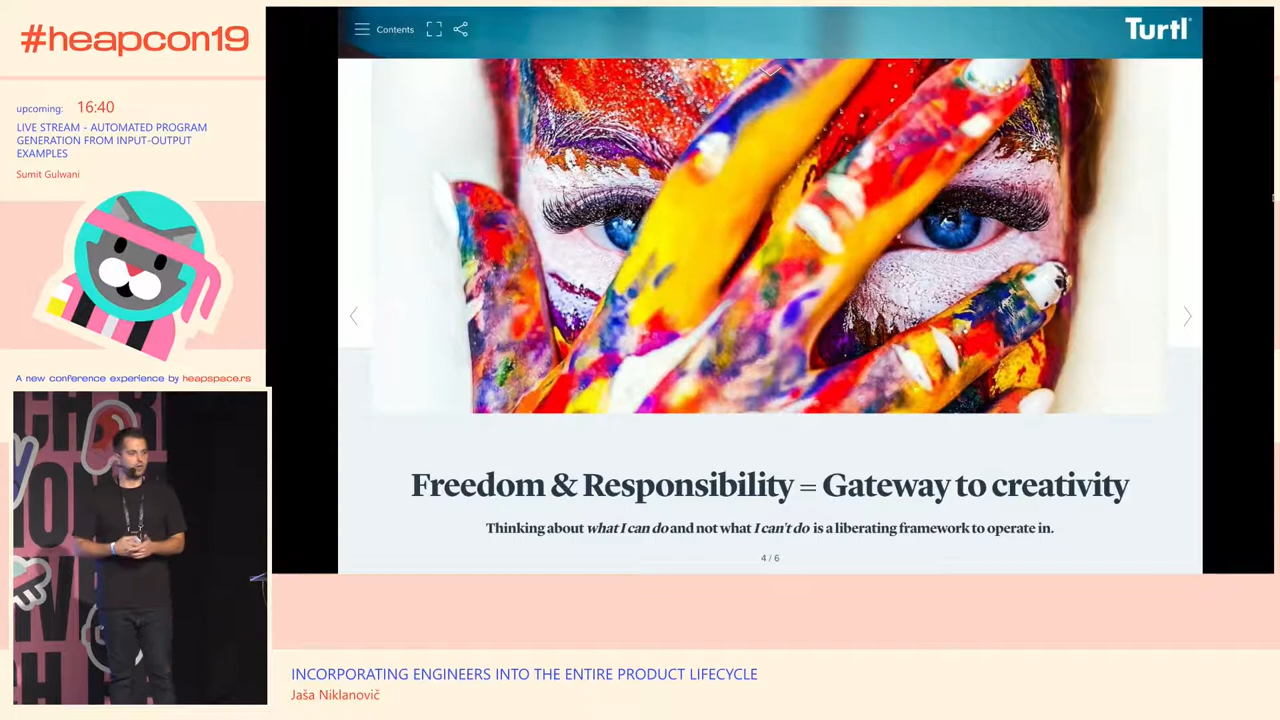 #heapcon19
upcoming: 16:40
LIVE STREAM - AUTOMATED PROGRAM
GENERATION FROM INPUT-OUTPUT
EXAMPLES
Sumit Gulwani
A new conference experience by heapspace.rs
Contents
Turtl
Freedom & Responsibility = Gateway to creativity
Thinking about what I can do and not what I can't do is a liberating framework to operate in.
4 / 6
INCORPORATING ENGINEERS INTO THE ENTIRE PRODUCT LIFECYCLE
Jaša Niklanovič